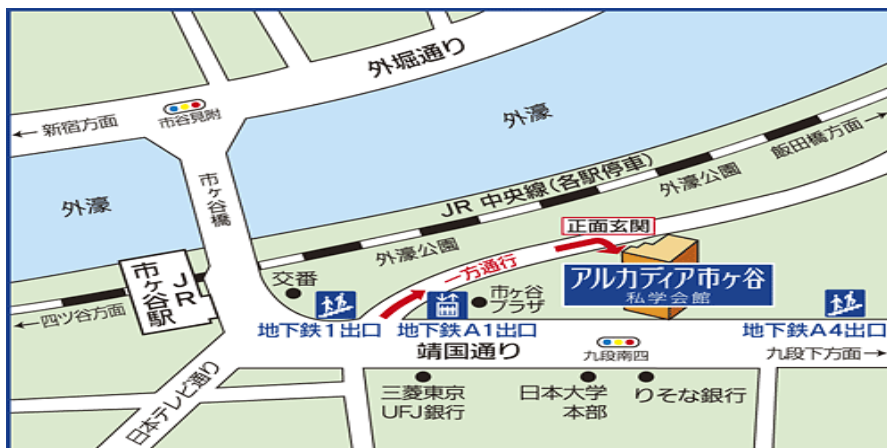 外堀通り
市谷見附
← 新宿方面
外濠
飯田橋方面 →
外濠
市ヶ谷橋
JR 中央線(各駅停車)
外濠公園
正面玄関
外濠公園
一方通行
交番
アルカディア市ヶ谷
私学会館
市ヶ谷
プラザ
JR
市ヶ谷駅
← 四ツ谷方面
地下鉄1出口
地下鉄A1出口
地下鉄A4出口
靖国通り
九段南四
九段下方面 →
日本テレビ通り
三菱東京
UFJ銀行
日本大学
本部
りそな銀行